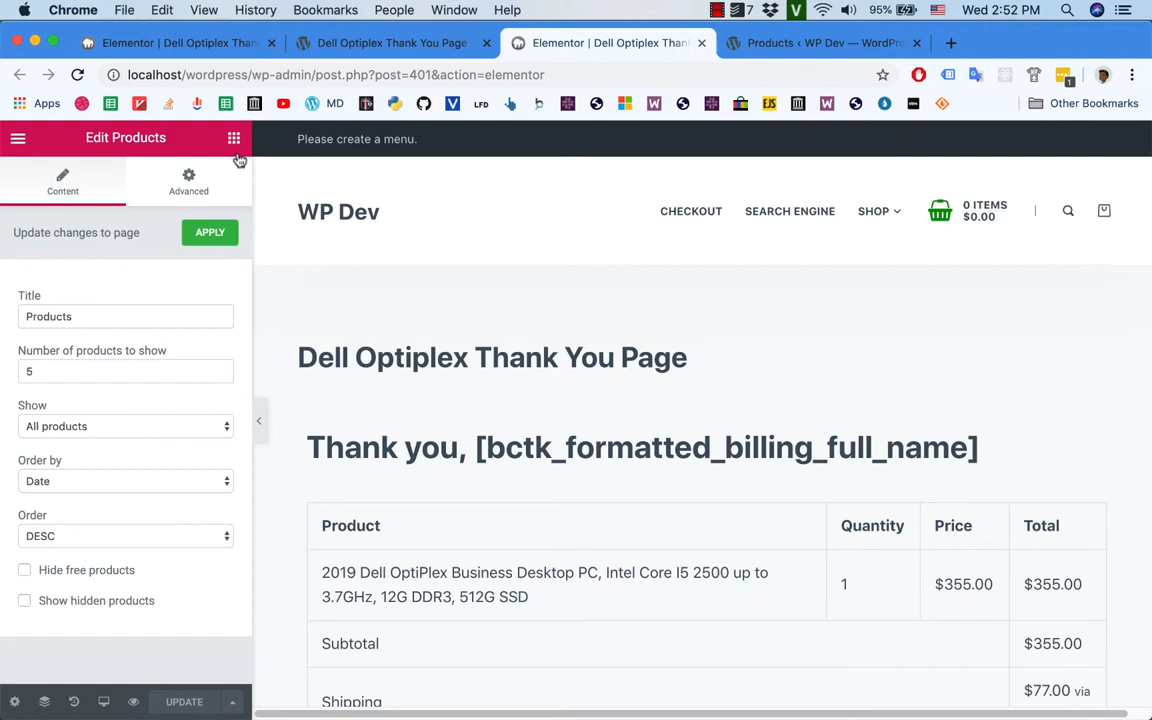 Chrome File Edit View History Bookmarks People Window Help 7 V 95% Wed 2:52 PM
Elementor | Dell Optiplex Than Dell Optiplex Thank You Page Elementor | Dell Optiplex Than Products ‹ WP Dev — WordPre
localhost/wordpress/wp-admin/post.php?post=401&action=elementor 1
Apps MD LFD EJS Other Bookmarks
Edit Products
Please create a menu.
Content
Advanced
WP Dev
CHECKOUT SEARCH ENGINE SHOP
0 ITEMS
$0.00
Update changes to page APPLY
Title
Products
Number of products to show
5
Show
All products
Order by
Date
Order
DESC
Hide free products
Show hidden products
UPDATE
Dell Optiplex Thank You Page
Thank you, [bctk_formatted_billing_full_name]
Product Quantity Price Total
2019 Dell OptiPlex Business Desktop PC, Intel Core I5 2500 up to
3.7GHz, 12G DDR3, 512G SSD
1 $355.00 $355.00
Subtotal $355.00
Shipping $77.00 via